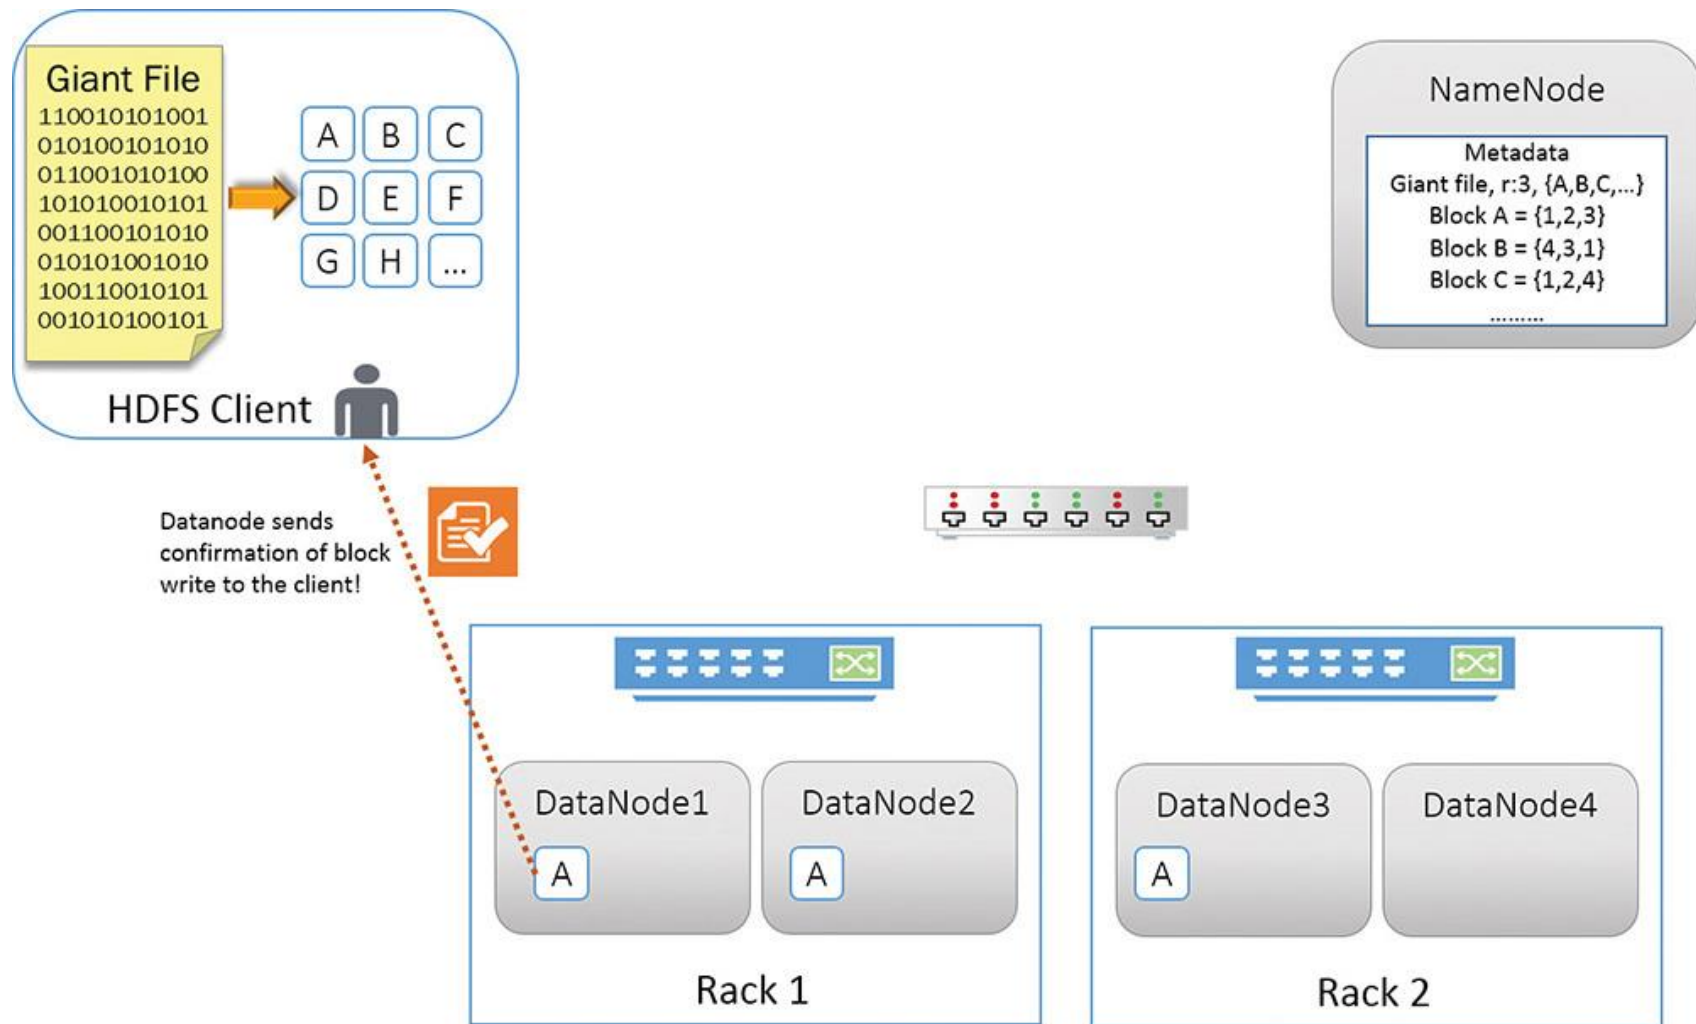 Giant File
110010101001
010100101010
011001010100
101010010101
001100101010
010101001010
100110010101
001010100101
A B C
D E F
G H ...
HDFS Client
NameNode
Metadata
Giant file, r:3, {A,B,C,...}
Block A = {1,2,3}
Block B = {4,3,1}
Block C = {1,2,4}
.........
Datanode sends
confirmation of block
write to the client!
DataNode1
A
DataNode2
A
Rack 1
DataNode3
A
DataNode4
Rack 2